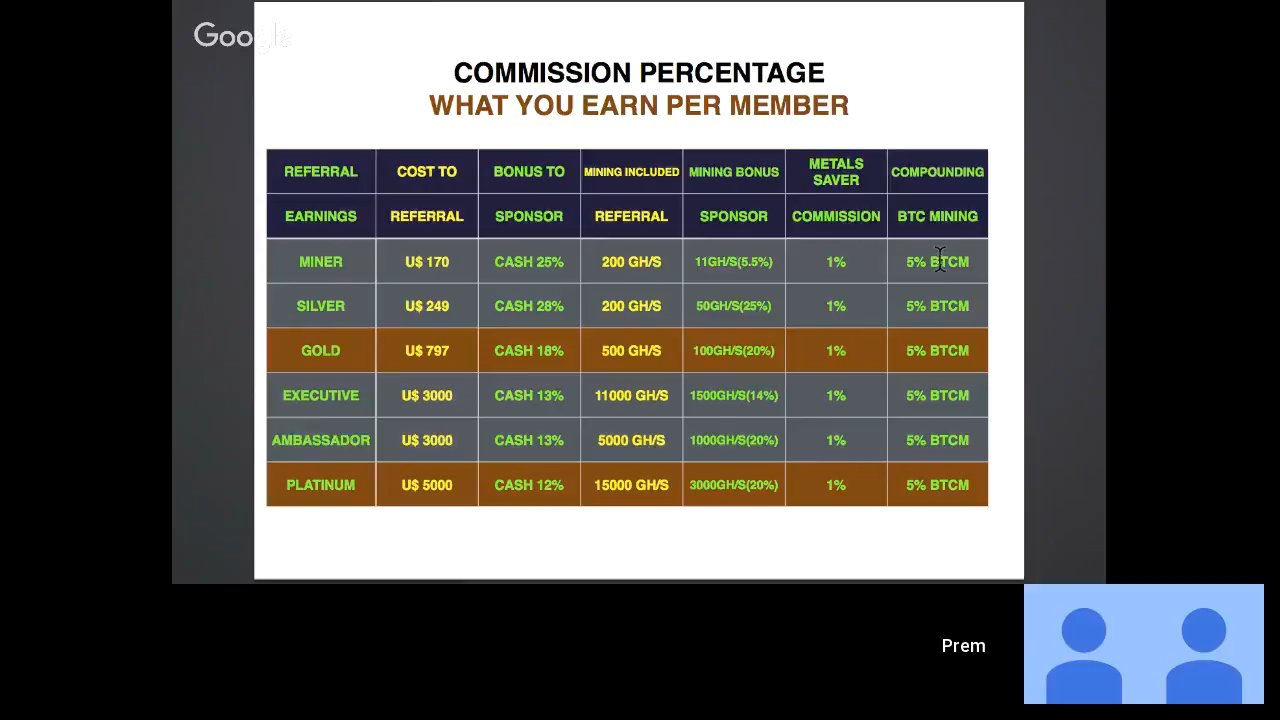 Google
COMMISSION PERCENTAGE
WHAT YOU EARN PER MEMBER
REFERRAL COST TO BONUS TO MINING INCLUDED MINING BONUS METALS SAVER COMPOUNDING
EARNINGS REFERRAL SPONSOR REFERRAL SPONSOR COMMISSION BTC MINING
MINER U$ 170 CASH 25% 200 GH/S 11GH/S(5.5%) 1% 5% BTCM
SILVER U$ 249 CASH 28% 200 GH/S 50GH/S(25%) 1% 5% BTCM
GOLD U$ 797 CASH 18% 500 GH/S 100GH/S(20%) 1% 5% BTCM
EXECUTIVE U$ 3000 CASH 13% 11000 GH/S 1500GH/S(14%) 1% 5% BTCM
AMBASSADOR U$ 3000 CASH 13% 5000 GH/S 1000GH/S(20%) 1% 5% BTCM
PLATINUM U$ 5000 CASH 12% 15000 GH/S 3000GH/S(20%) 1% 5% BTCM
Prem